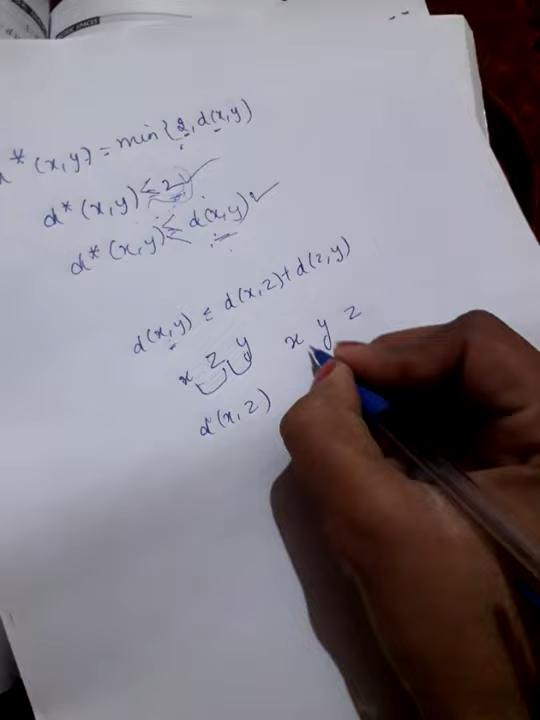 d*(x,y) = min{2, d(x,y)
d*(x,y) ≤ 2
d*(x,y) ≤ d(x,y)
d(x,y) ≤ d(x,z) + d(z,y)
x z y x y z
d*(x,z)